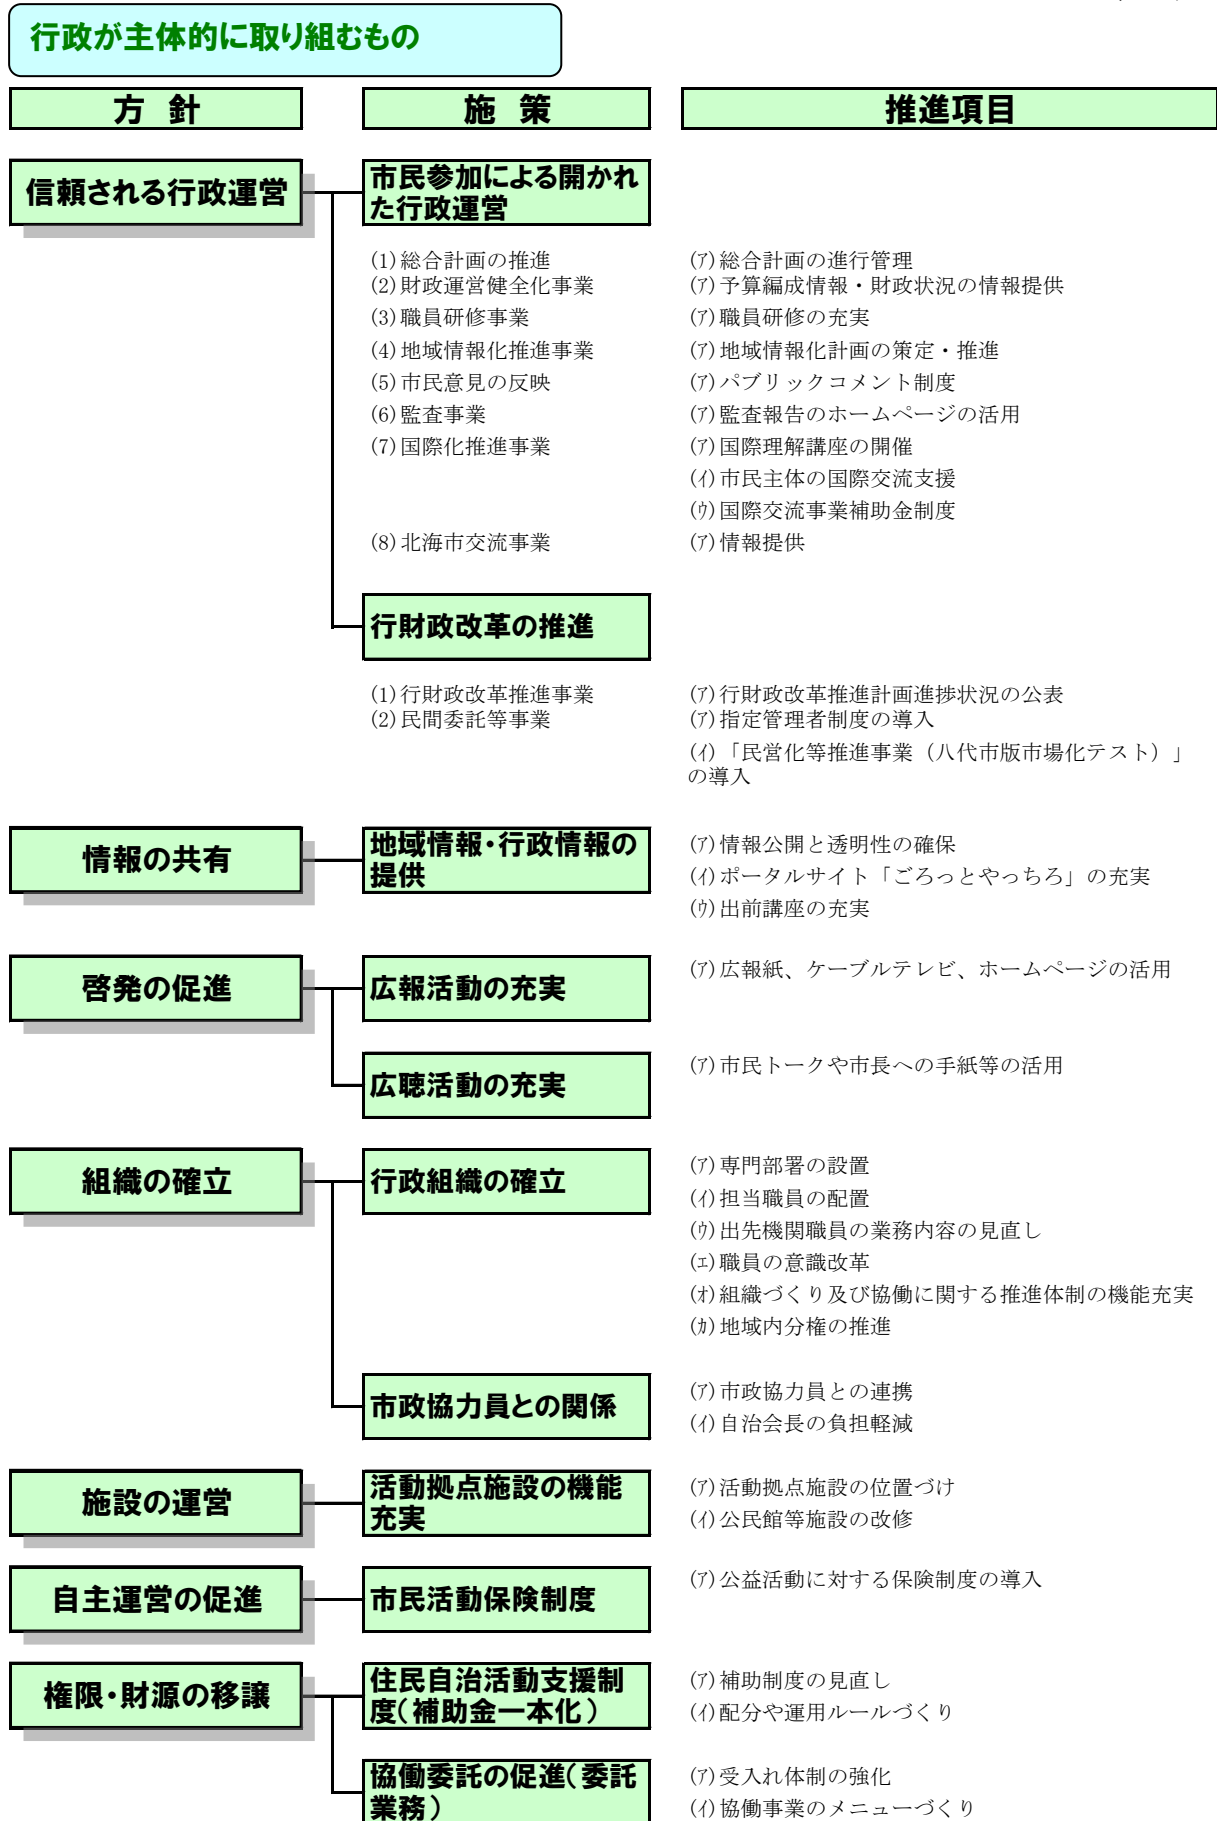 行政が主体的に取り組むもの
方 針
施 策
推進項目
信頼される行政運営
市民参加による開かれ
た行政運営
(1)総合計画の推進
(ｱ)総合計画の進行管理
(2)財政運営健全化事業
(ｱ)予算編成情報・財政状況の情報提供
(3)職員研修事業
(ｱ)職員研修の充実
(4)地域情報化推進事業
(ｱ)地域情報化計画の策定・推進
(5)市民意見の反映
(ｱ)パブリックコメント制度
(6)監査事業
(ｱ)監査報告のホームページの活用
(7)国際化推進事業
(ｱ)国際理解講座の開催
(ｲ)市民主体の国際交流支援
(ｳ)国際交流事業補助金制度
(8)北海市交流事業
(ｱ)情報提供
行財政改革の推進
(1)行財政改革推進事業
(ｱ)行財政改革推進計画進捗状況の公表
(2)民間委託等事業
(ｱ)指定管理者制度の導入
(ｲ)「民営化等推進事業（八代市版市場化テスト）」
の導入
情報の共有
地域情報・行政情報の
提供
(ｱ)情報公開と透明性の確保
(ｲ)ポータルサイト「ごろっとやっちろ」の充実
(ｳ)出前講座の充実
啓発の促進
広報活動の充実
(ｱ)広報紙、ケーブルテレビ、ホームページの活用
広聴活動の充実
(ｱ)市民トークや市長への手紙等の活用
組織の確立
行政組織の確立
(ｱ)専門部署の設置
(ｲ)担当職員の配置
(ｳ)出先機関職員の業務内容の見直し
(ｴ)職員の意識改革
(ｵ)組織づくり及び協働に関する推進体制の機能充実
(ｶ)地域内分権の推進
市政協力員との関係
(ｱ)市政協力員との連携
(ｲ)自治会長の負担軽減
施設の運営
活動拠点施設の機能
充実
(ｱ)活動拠点施設の位置づけ
(ｲ)公民館等施設の改修
自主運営の促進
市民活動保険制度
(ｱ)公益活動に対する保険制度の導入
権限・財源の移譲
住民自治活動支援制
度（補助金一本化）
(ｱ)補助制度の見直し
(ｲ)配分や運用ルールづくり
協働委託の促進（委託
業務）
(ｱ)受入れ体制の強化
(ｲ)協働事業のメニューづくり